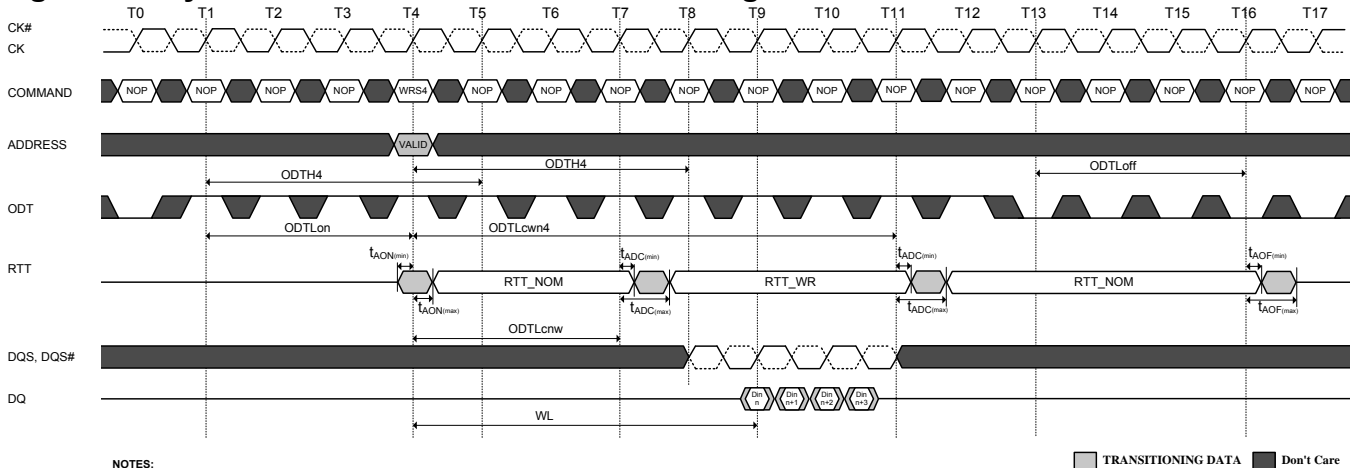 T0 T1 T2 T3 T4 T5 T6 T7 T8 T9 T10 T11 T12 T13 T14 T15 T16 T17
CK#
CK
COMMAND NOP NOP NOP NOP WRS4 NOP NOP NOP NOP NOP NOP NOP NOP NOP NOP NOP NOP NOP
ADDRESS VALID
ODTH4 ODTH4 ODTLoff
ODT
ODTLon ODTLcwn4
tAON(min) tADC(min) tADC(min) tAOF(min)
RTT RTT_NOM RTT_WR RTT_NOM
tAON(max) tADC(max) tADC(max) tAOF(max)
ODTLcnw
DQS, DQS#
DQ Din n Din n+1 Din n+2 Din n+3
WL
NOTES: TRANSITIONING DATA Don't Care